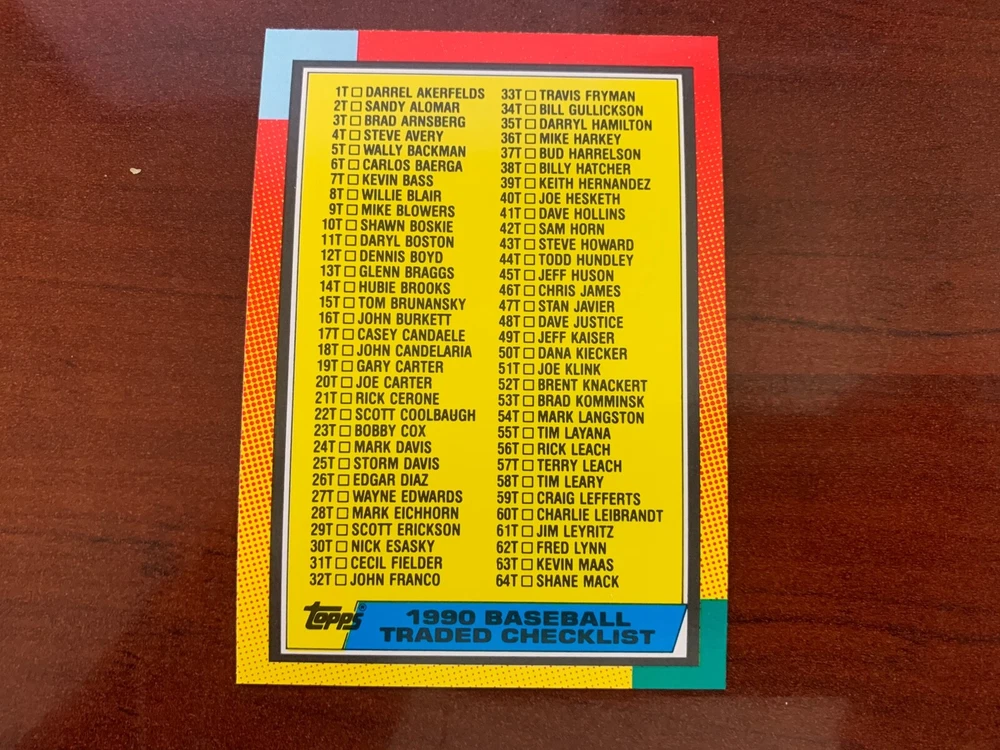 1T DARREL AKERFELDS
2T SANDY ALOMAR
3T BRAD ARNSBERG
4T STEVE AVERY
5T WALLY BACKMAN
6T CARLOS BAERGA
7T KEVIN BASS
8T WILLIE BLAIR
9T MIKE BLOWERS
10T SHAWN BOSKIE
11T DARYL BOSTON
12T DENNIS BOYD
13T GLENN BRAGGS
14T HUBIE BROOKS
15T TOM BRUNANSKY
16T JOHN BURKETT
17T CASEY CANDAELE
18T JOHN CANDELARIA
19T GARY CARTER
20T JOE CARTER
21T RICK CERONE
22T SCOTT COOLBAUGH
23T BOBBY COX
24T MARK DAVIS
25T STORM DAVIS
26T EDGAR DIAZ
27T WAYNE EDWARDS
28T MARK EICHHORN
29T SCOTT ERICKSON
30T NICK ESASKY
31T CECIL FIELDER
32T JOHN FRANCO
33T TRAVIS FRYMAN
34T BILL GULLICKSON
35T DARRYL HAMILTON
36T MIKE HARKEY
37T BUD HARRELSON
38T BILLY HATCHER
39T KEITH HERNANDEZ
40T JOE HESKETH
41T DAVE HOLLINS
42T SAM HORN
43T STEVE HOWARD
44T TODD HUNDLEY
45T JEFF HUSON
46T CHRIS JAMES
47T STAN JAVIER
48T DAVE JUSTICE
49T JEFF KAISER
50T DANA KIECKER
51T JOE KLINK
52T BRENT KNACKERT
53T BRAD KOMMINSK
54T MARK LANGSTON
55T TIM LAYANA
56T RICK LEACH
57T TERRY LEACH
58T TIM LEARY
59T CRAIG LEFFERTS
60T CHARLIE LEIBRANDT
61T JIM LEYRITZ
62T FRED LYNN
63T KEVIN MAAS
64T SHANE MACK
topps®
1990 BASEBALL
TRADED CHECKLIST